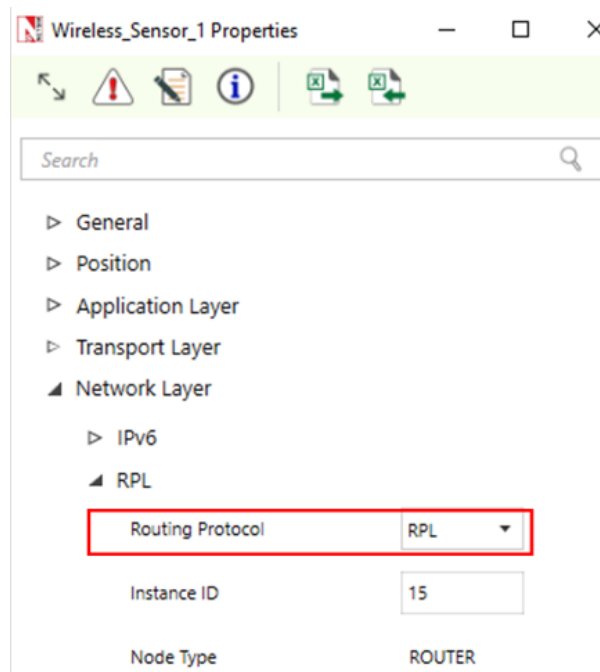 Wireless_Sensor_1 Properties
Search
General
Position
Application Layer
Transport Layer
Network Layer
IPv6
RPL
Routing Protocol RPL
Instance ID 15
Node Type ROUTER